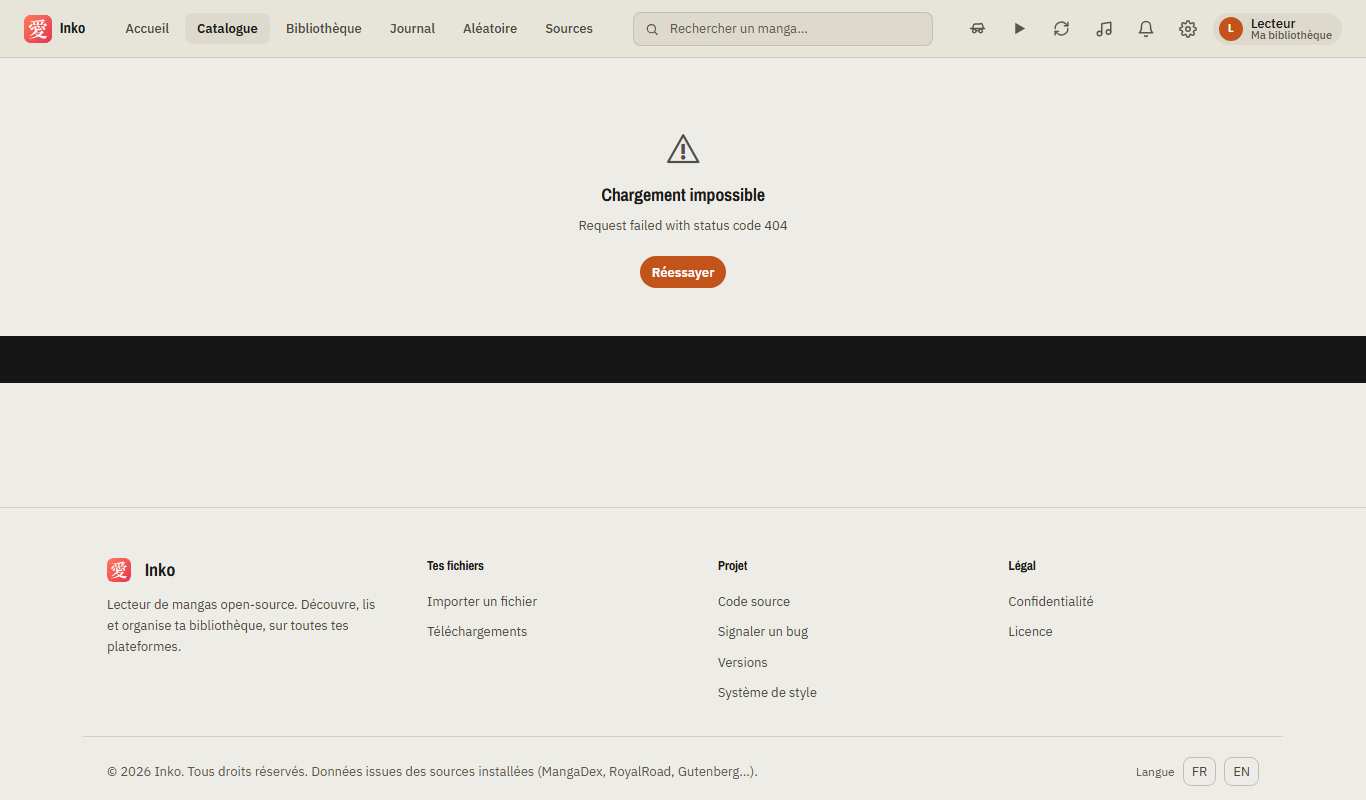 愛 Inko
Accueil
Catalogue
Bibliothèque
Journal
Aléatoire
Sources
Rechercher un manga...
L
Lecteur
Ma bibliothèque
Chargement impossible
Request failed with status code 404
Réessayer
愛 Inko
Lecteur de mangas open-source. Découvre, lis
et organise ta bibliothèque, sur toutes tes
plateformes.
Tes fichiers
Importer un fichier
Téléchargements
Projet
Code source
Signaler un bug
Versions
Système de style
Légal
Confidentialité
Licence
© 2026 Inko. Tous droits réservés. Données issues des sources installées (MangaDex, RoyalRoad, Gutenberg…).
Langue
FR
EN